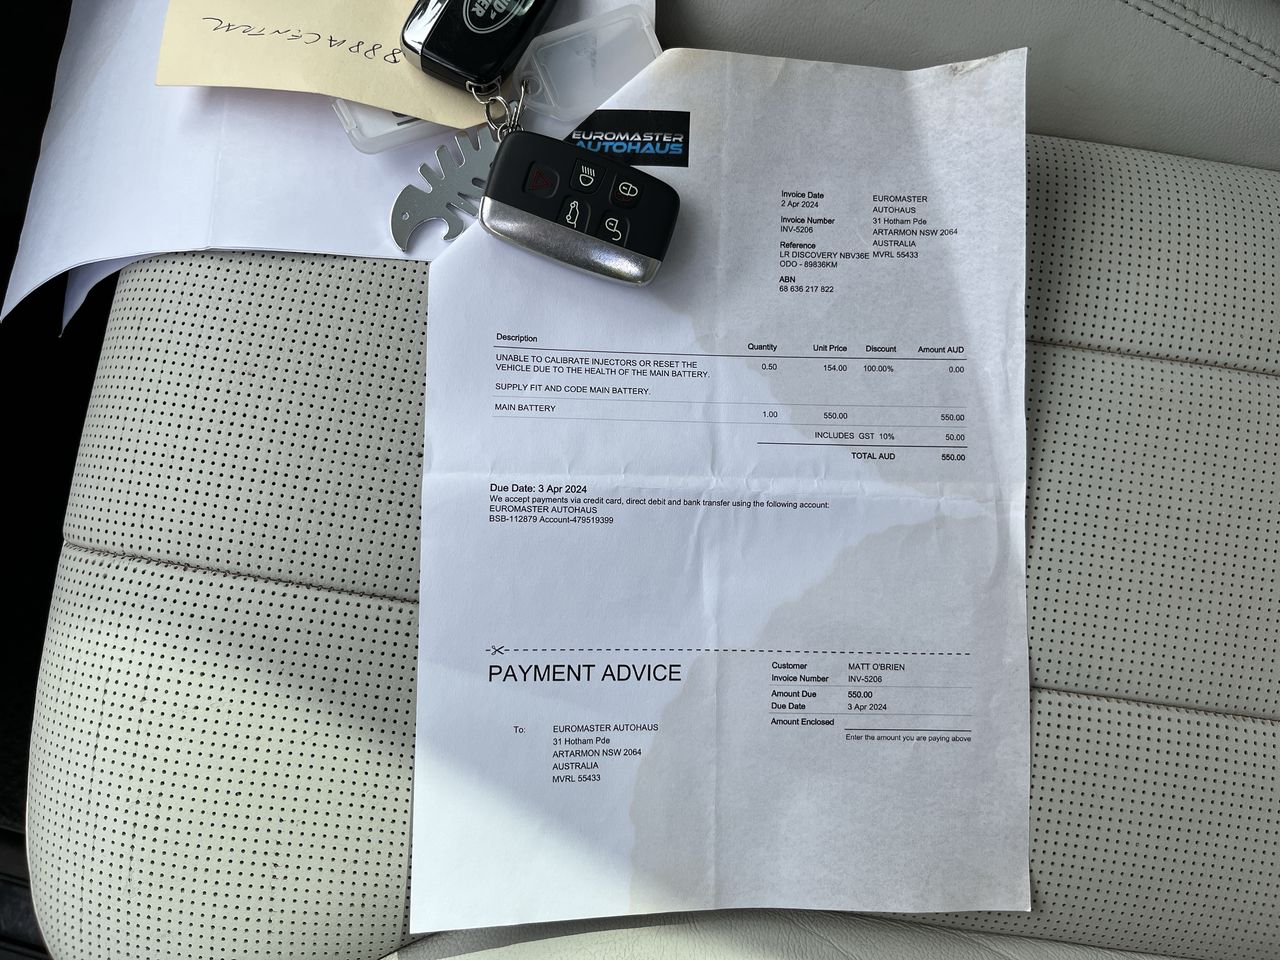 888 A CENTRAL
EUROMASTER
AUTOHAUS
Invoice Date
2 Apr 2024
Invoice Number
INV-5206
Reference
LR DISCOVERY NBV36E
ODO - 89836KM
ABN
68 636 217 822
EUROMASTER
AUTOHAUS
31 Hotham Pde
ARTARMON NSW 2064
AUSTRALIA
MVRL 55433
Description Quantity Unit Price Discount Amount AUD
UNABLE TO CALIBRATE INJECTORS OR RESET THE
VEHICLE DUE TO THE HEALTH OF THE MAIN BATTERY. 0.50 154.00 100.00% 0.00
SUPPLY FIT AND CODE MAIN BATTERY.
MAIN BATTERY 1.00 550.00 550.00
INCLUDES GST 10% 50.00
TOTAL AUD 550.00
Due Date: 3 Apr 2024
We accept payments via credit card, direct debit and bank transfer using the following account:
EUROMASTER AUTOHAUS
BSB-112879 Account-479519399
PAYMENT ADVICE
To: EUROMASTER AUTOHAUS
31 Hotham Pde
ARTARMON NSW 2064
AUSTRALIA
MVRL 55433
Customer MATT O'BRIEN
Invoice Number INV-5206
Amount Due 550.00
Due Date 3 Apr 2024
Amount Enclosed
Enter the amount you are paying above